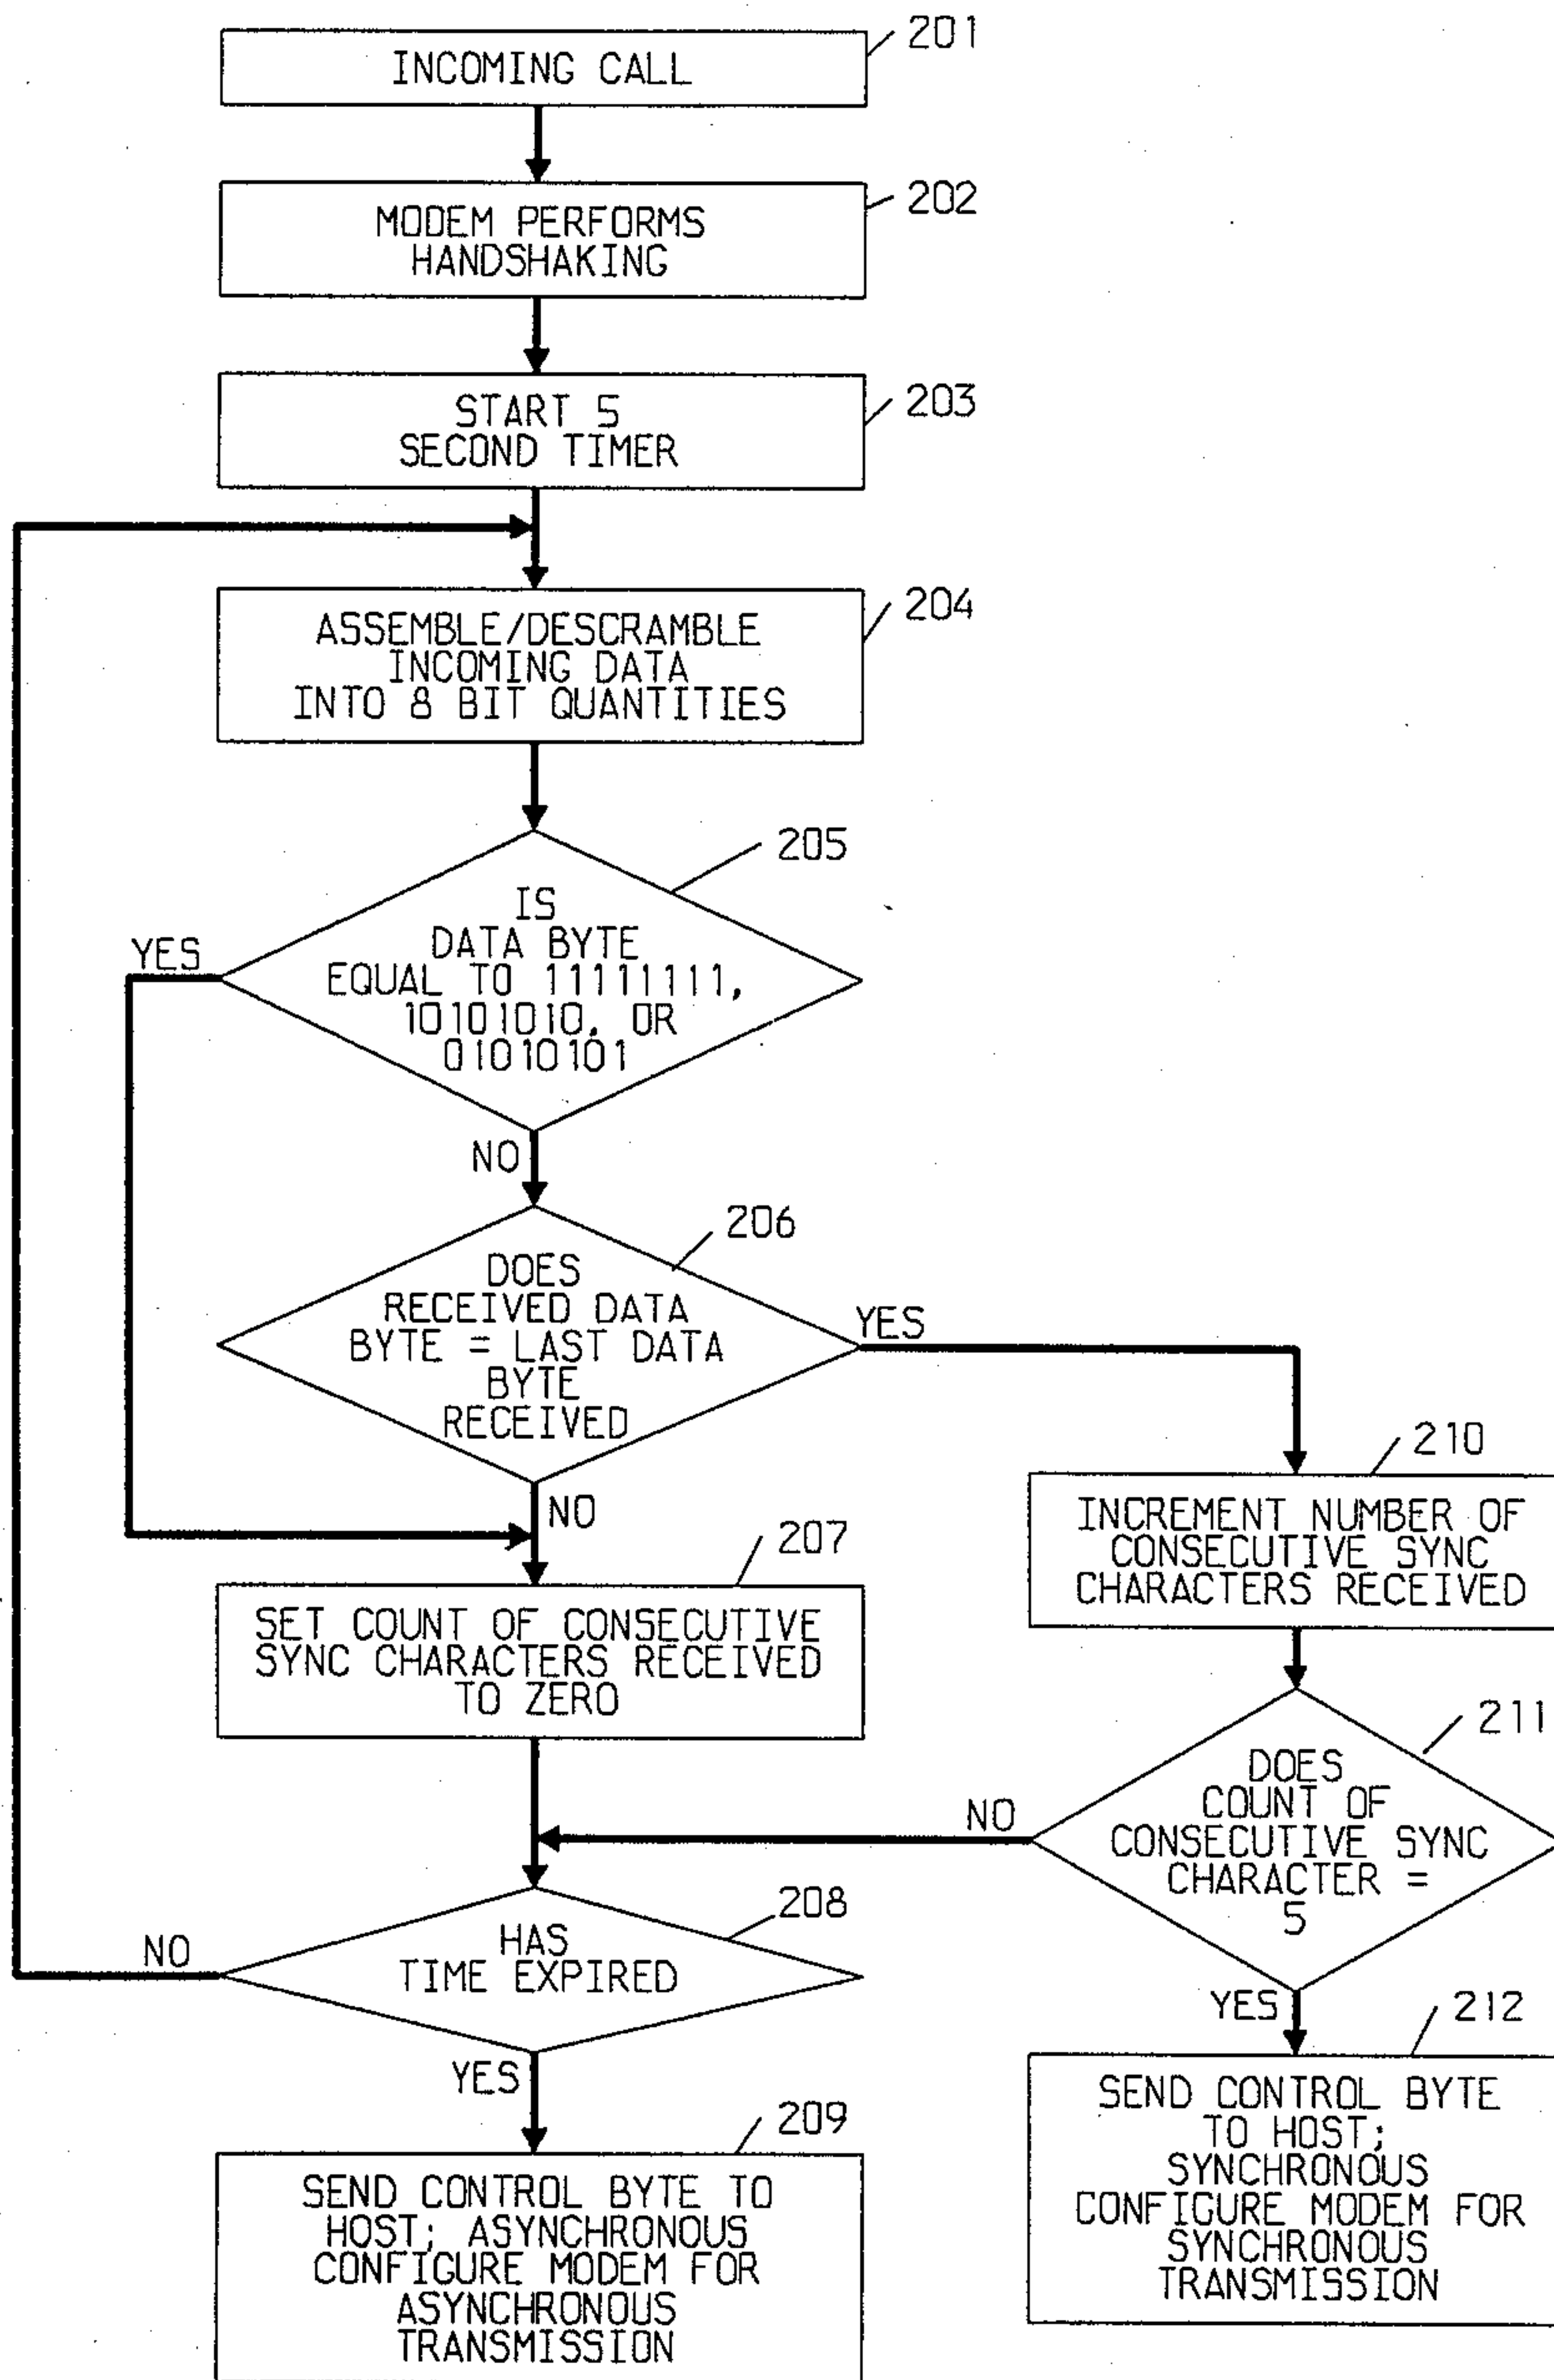 201
INCOMING CALL
202
MODEM PERFORMS
HANDSHAKING
203
START 5
SECOND TIMER
204
ASSEMBLE/DESCRAMBLE
INCOMING DATA
INTO 8 BIT QUANTITIES
205
IS
DATA BYTE
EQUAL TO 11111111,
10101010, OR
01010101
YES
NO
206
DOES
RECEIVED DATA
BYTE = LAST DATA
BYTE
RECEIVED
YES
NO
210
INCREMENT NUMBER OF
CONSECUTIVE SYNC
CHARACTERS RECEIVED
207
SET COUNT OF CONSECUTIVE
SYNC CHARACTERS RECEIVED
TO ZERO
211
DOES
COUNT OF
CONSECUTIVE SYNC
CHARACTER =
5
NO
YES
208
HAS
TIME EXPIRED
NO
YES
212
SEND CONTROL BYTE
TO HOST;
SYNCHRONOUS
CONFIGURE MODEM FOR
SYNCHRONOUS
TRANSMISSION
209
SEND CONTROL BYTE TO
HOST; ASYNCHRONOUS
CONFIGURE MODEM FOR
ASYNCHRONOUS
TRANSMISSION